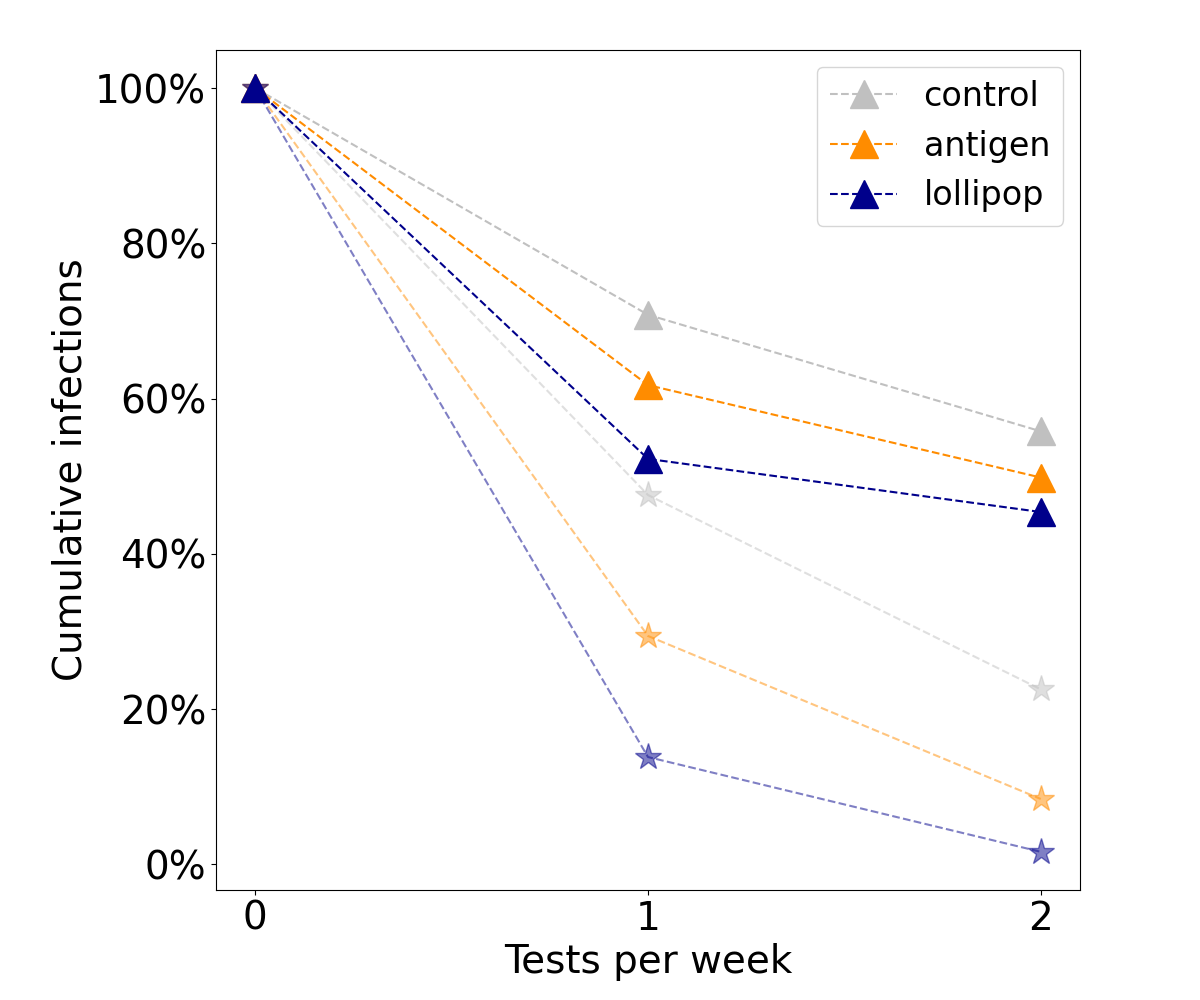 100%
80%
60%
40%
20%
0%
Cumulative infections
0
1
2
Tests per week
control
antigen
lollipop